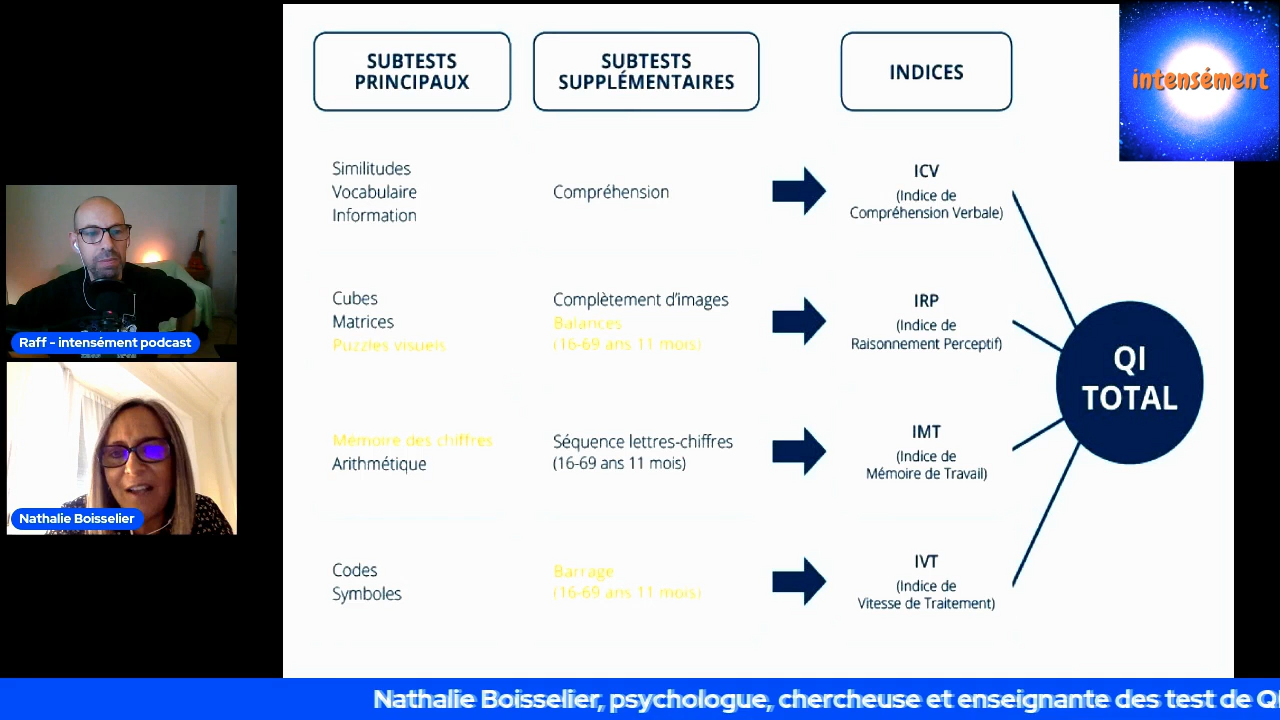 SUBTESTS
PRINCIPAUX
SUBTESTS
SUPPLÉMENTAIRES
INDICES
intensément
Similitudes
Vocabulaire
Information
Compréhension
ICV
(Indice de
Compréhension Verbale)
Cubes
Matrices
Puzzles visuels
Complètement d'images
Balances
(16-69 ans 11 mois)
IRP
(Indice de
Raisonnement Perceptif)
QI
TOTAL
Mémoire des chiffres
Arithmétique
Séquence lettres-chiffres
(16-69 ans 11 mois)
IMT
(Indice de
Mémoire de Travail)
Codes
Symboles
Barrage
(16-69 ans 11 mois)
IVT
(Indice de
Vitesse de Traitement)
Raff - intensément podcast
Nathalie Boisselier
Nathalie Boisselier, psychologue, chercheuse et enseignante des test de Q